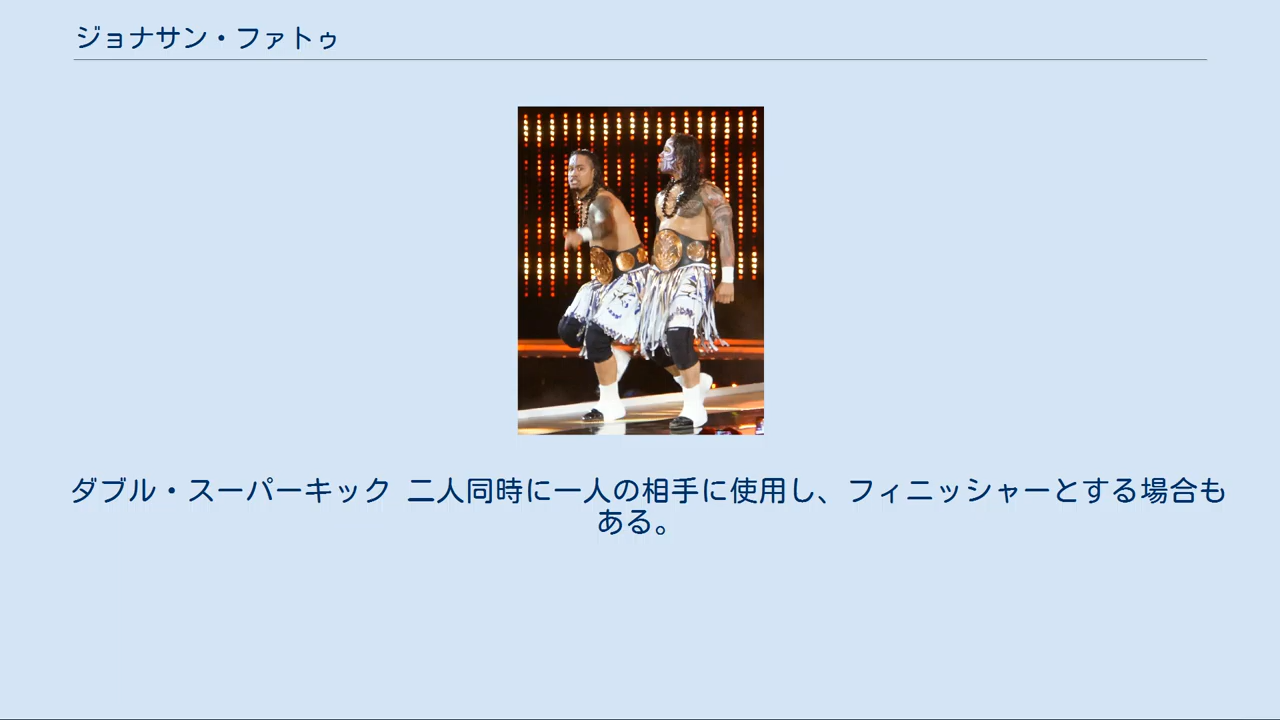 ジョナサン・ファトゥ
ダブル・スーパーキック 二人同時に一人の相手に使用し、フィニッシャーとする場合も
ある。